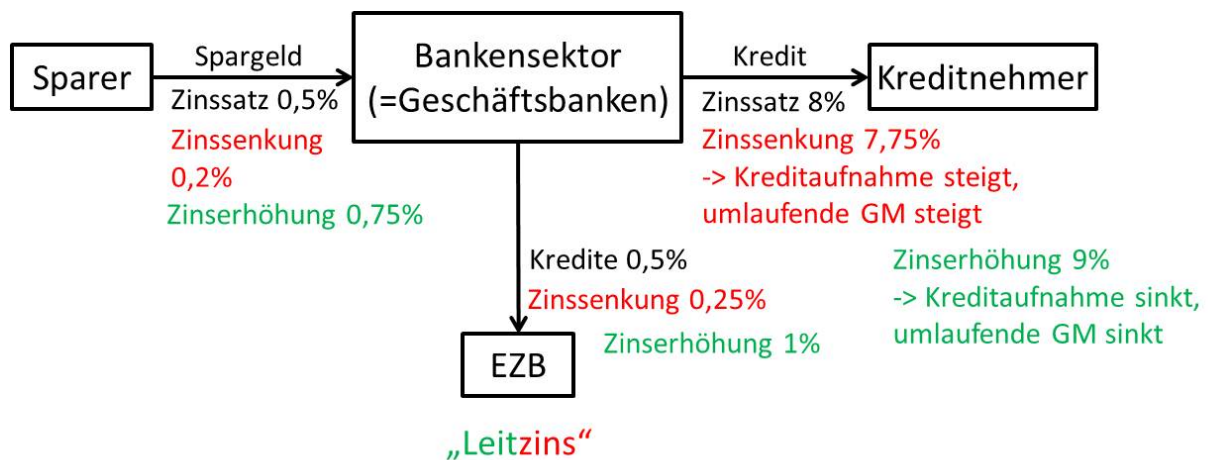 Sparer
Spargeld
Zinssatz 0,5%
Zinssenkung
0,2%
Zinserhöhung 0,75%
Bankensektor
(=Geschäftsbanken)
Kredit
Zinssatz 8%
Zinssenkung 7,75%
-> Kreditaufnahme steigt,
umlaufende GM steigt
Kreditnehmer
Zinserhöhung 9%
-> Kreditaufnahme sinkt,
umlaufende GM sinkt
Kredite 0,5%
Zinssenkung 0,25%
Zinserhöhung 1%
EZB
„Leitzins“